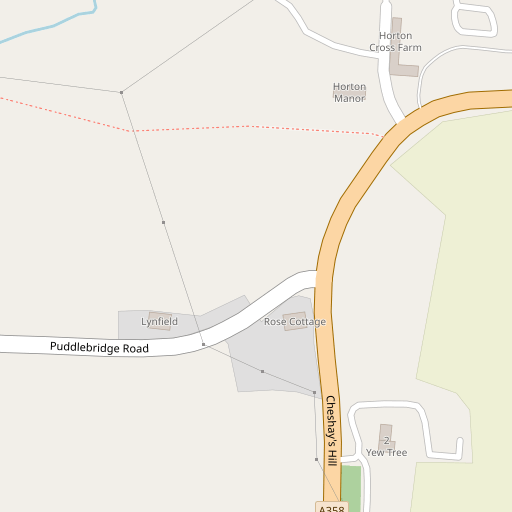 Horton
Cross Farm
Horton
Manor
Lynfield
Rose Cottage
Puddlebridge Road
Cheshay's Hill
2
Yew Tree
A358